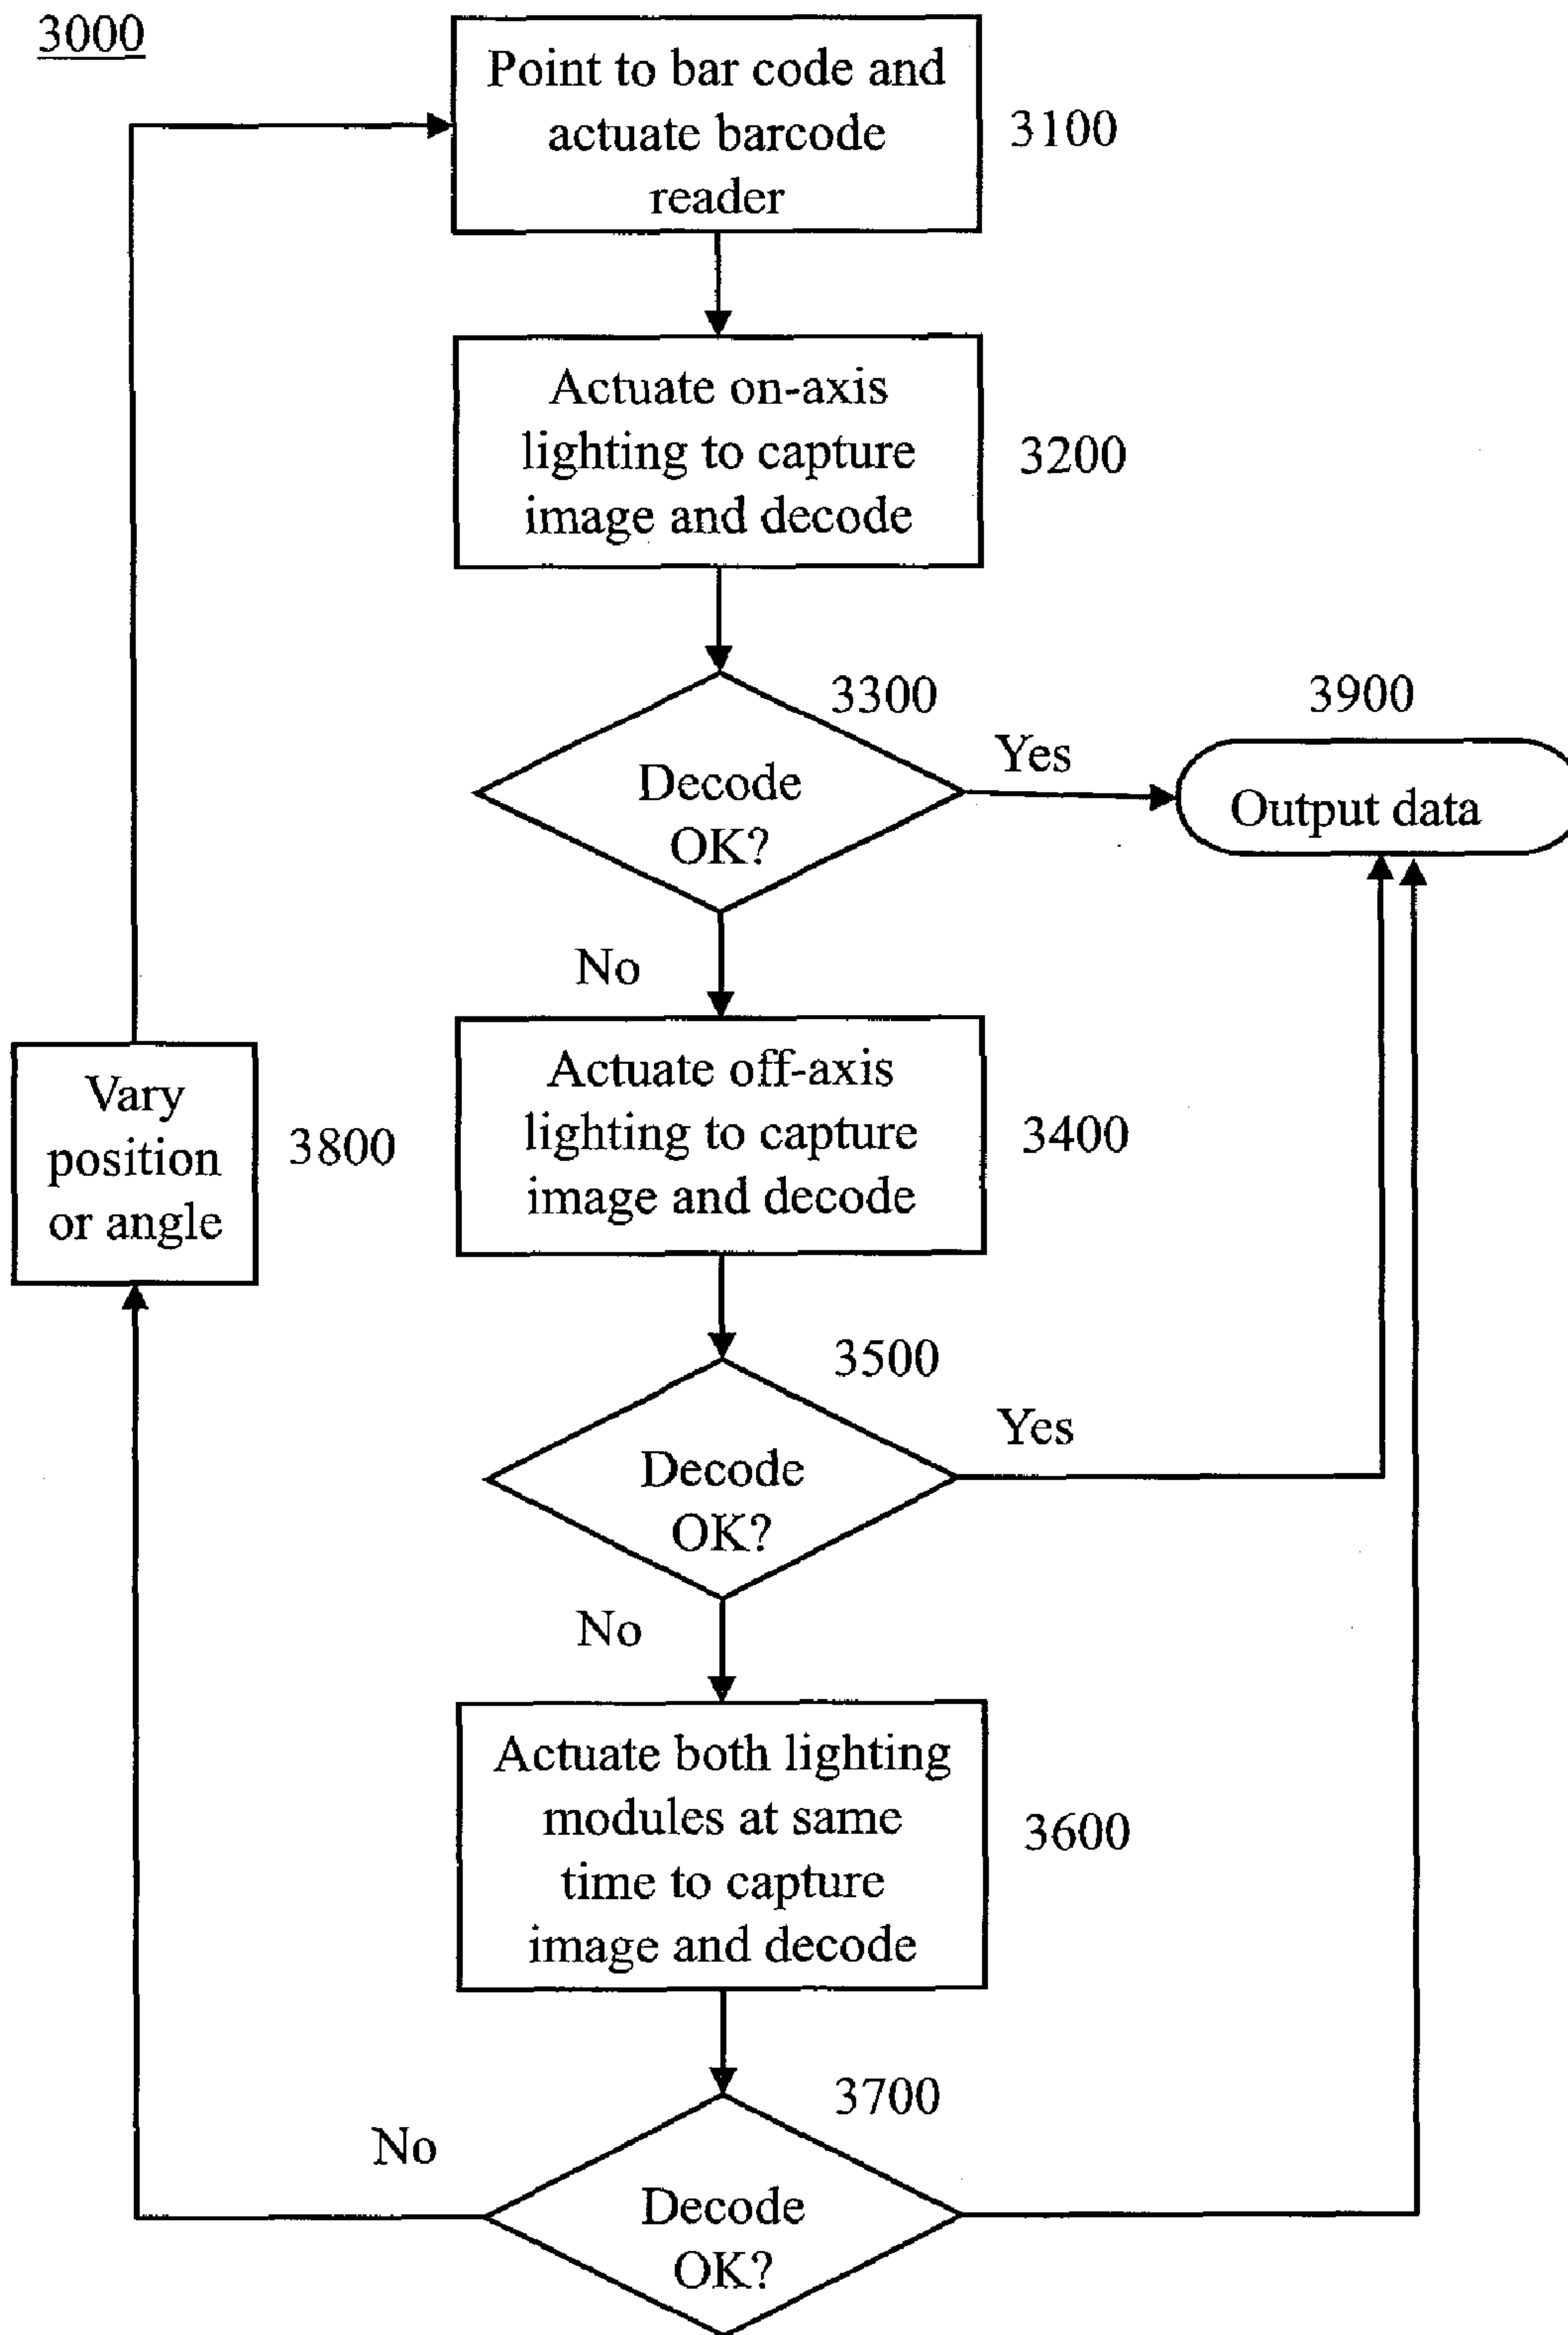 3000
Point to bar code and
actuate barcode
reader
3100
Actuate on-axis
lighting to capture
image and decode
3200
3300
Decode
OK?
Yes
3900
Output data
No
Actuate off-axis
lighting to capture
image and decode
3400
Vary
position
or angle
3800
3500
Decode
OK?
Yes
No
Actuate both lighting
modules at same
time to capture
image and decode
3600
3700
No
Decode
OK?